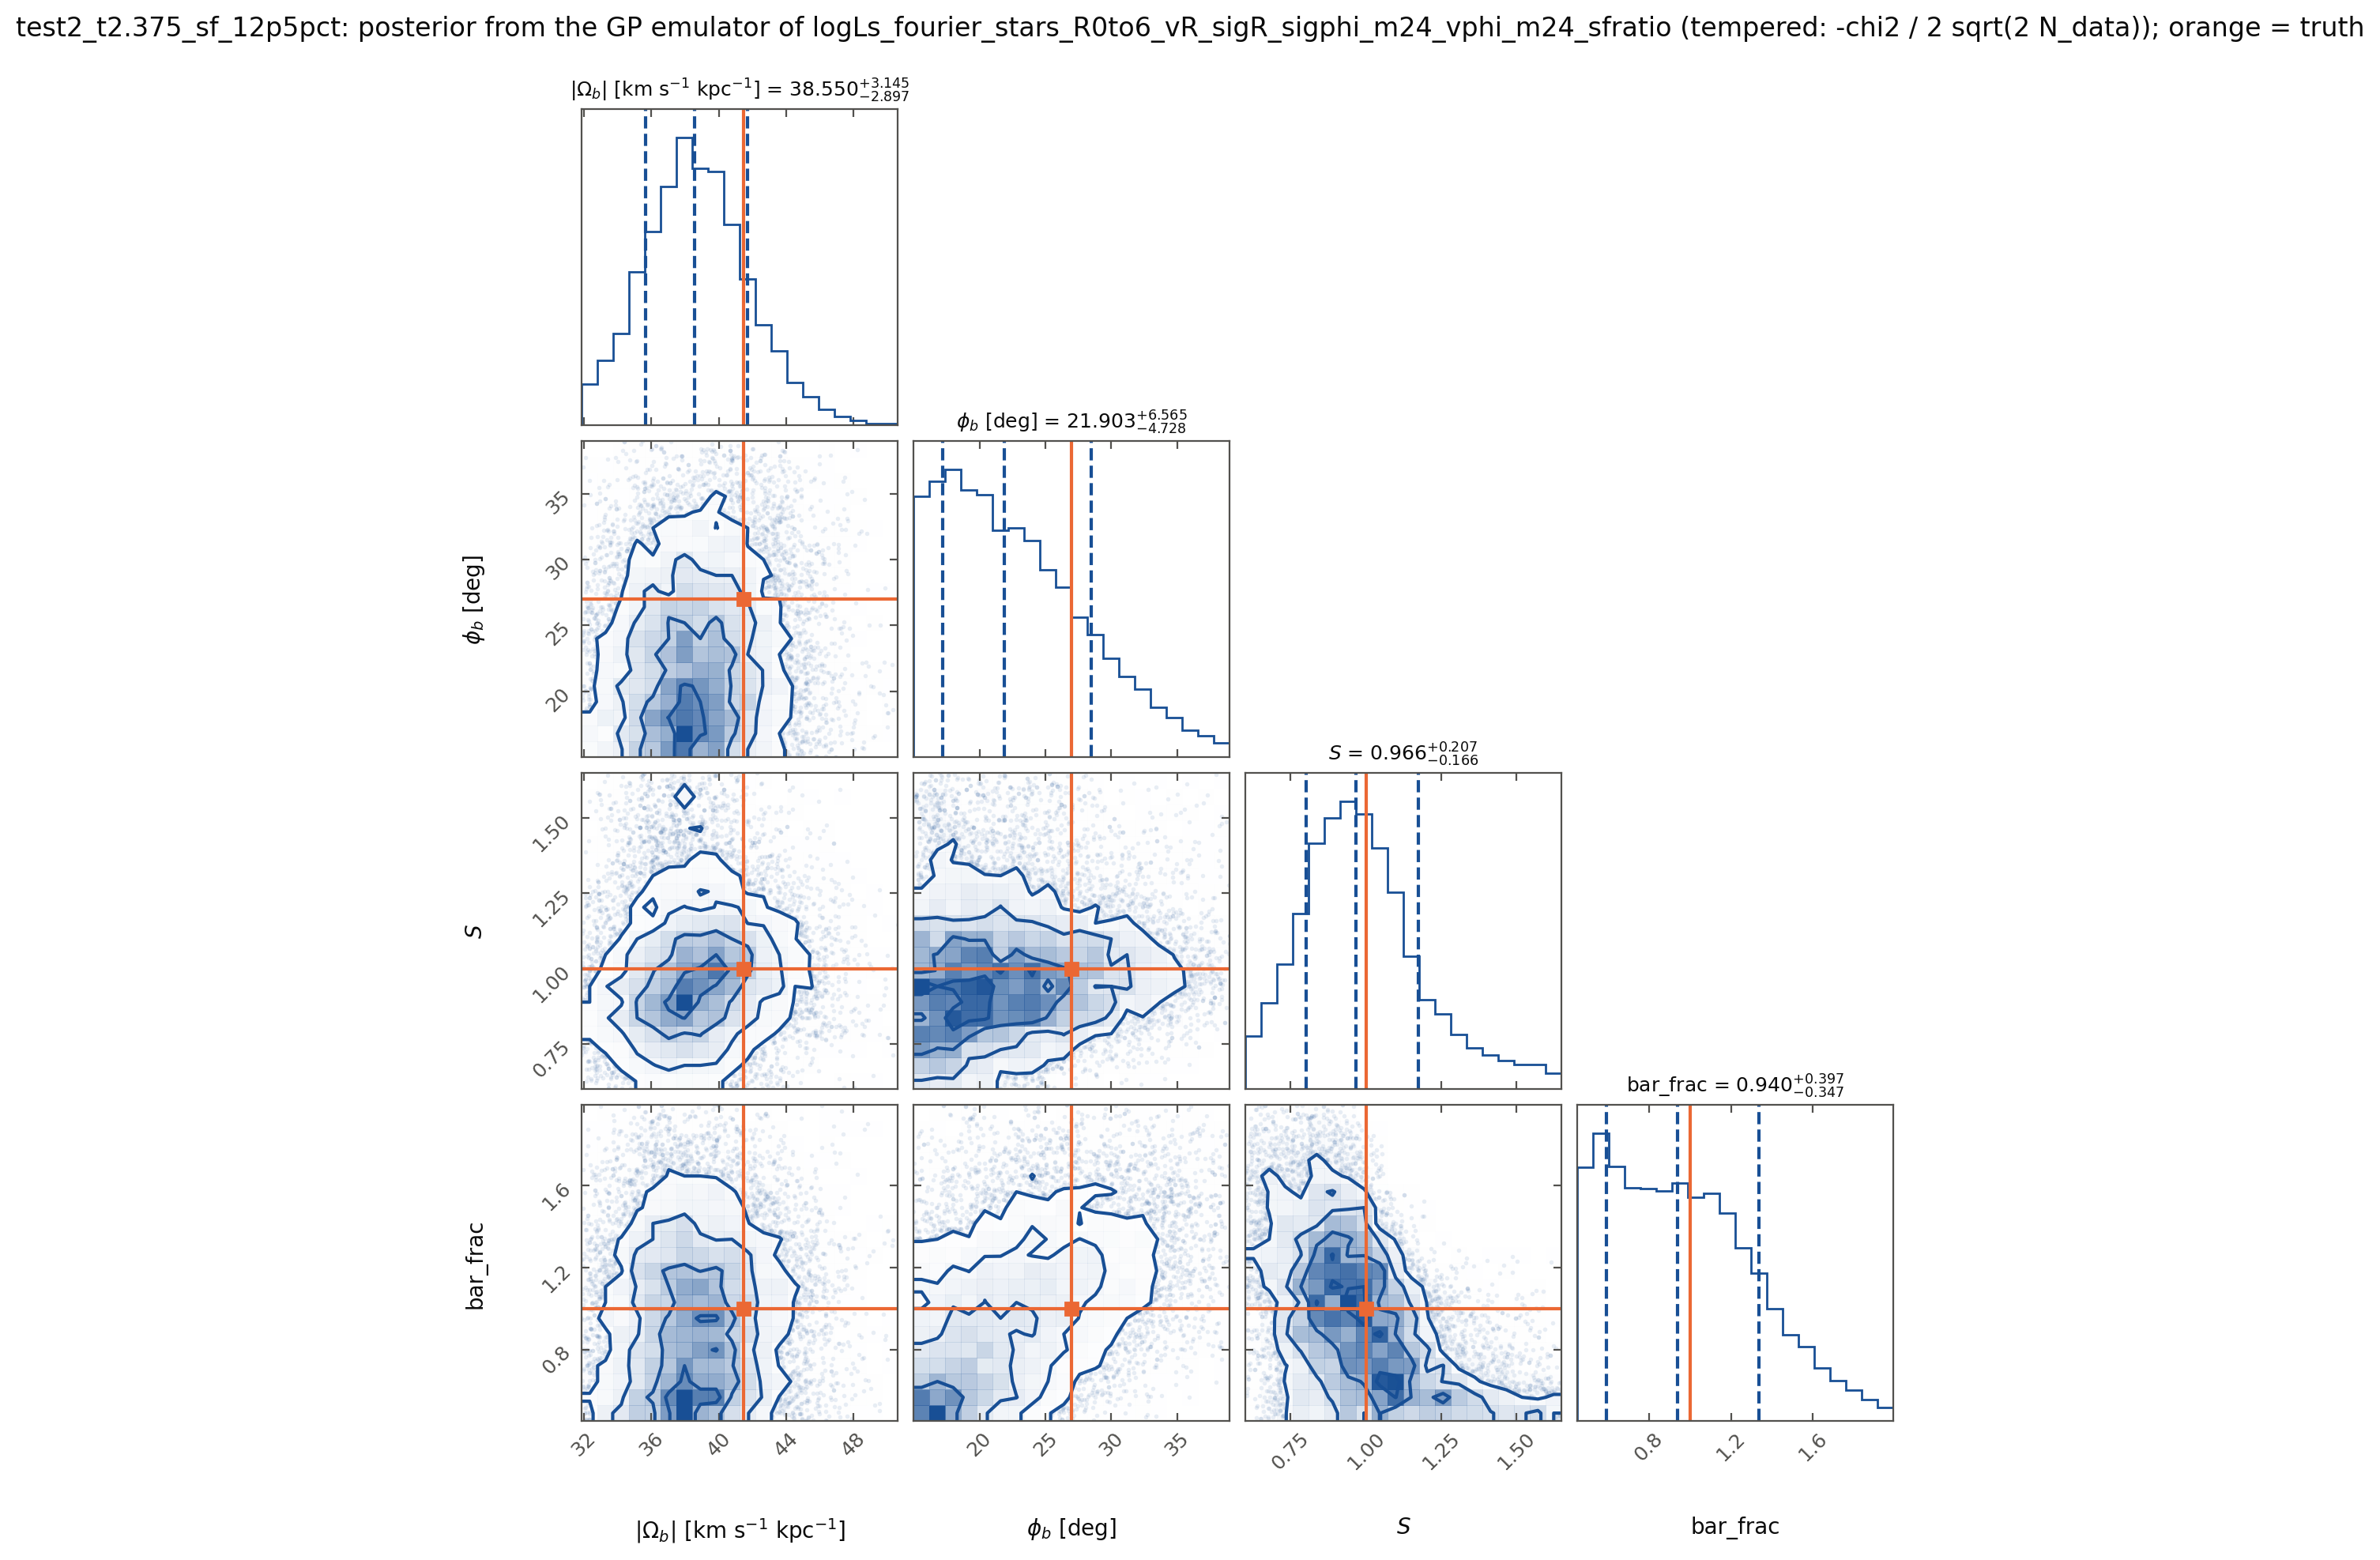 test2_t2.375_sf_12p5pct: posterior from the GP emulator of logLs_fourier_stars_R0to6_vR_sigR_sigphi_m24_vphi_m24_sfratio (tempered: -chi2 / 2 sqrt(2 N_data)); orange = truth
|Ω_b| [km s⁻¹ kpc⁻¹] = 38.550^{+3.145}_{−2.897}
ϕ_b [deg] = 21.903^{+6.565}_{−4.728}
ϕ_b [deg]
35
30
25
20
S = 0.966^{+0.207}_{−0.166}
S
1.50
1.25
1.00
0.75
bar_frac = 0.940^{+0.397}_{−0.347}
bar_frac
1.6
1.2
0.8
32 36 40 44 48
20 25 30 35
0.75 1.00 1.25 1.50
0.8 1.2 1.6
|Ω_b| [km s⁻¹ kpc⁻¹]
ϕ_b [deg]
S
bar_frac